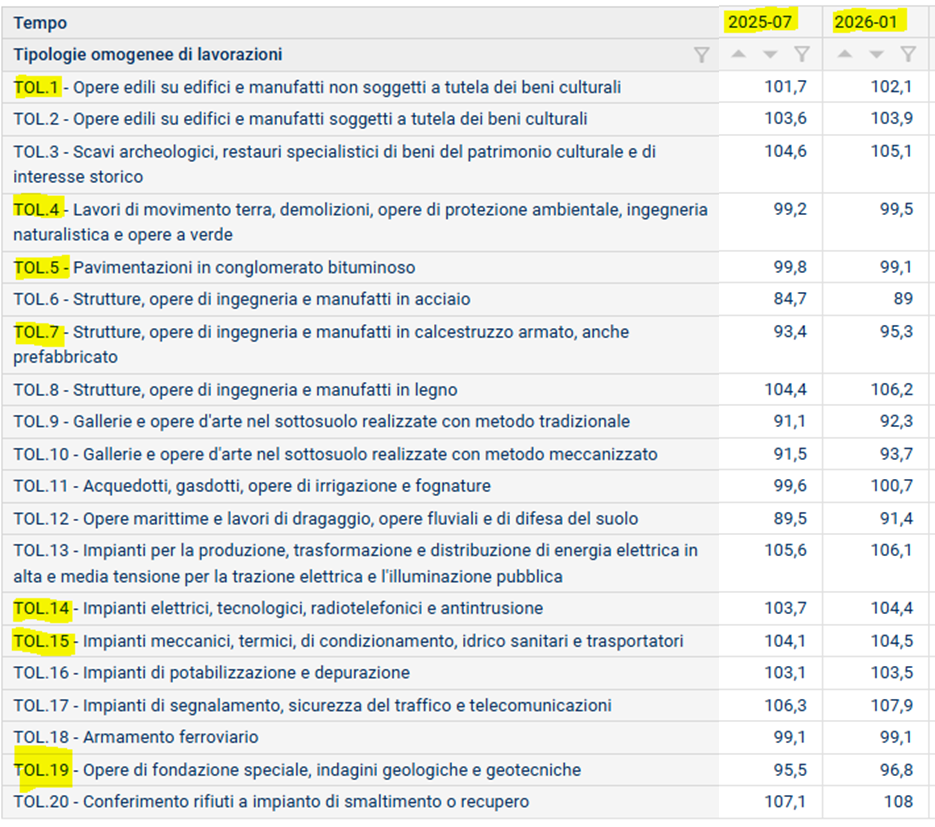 Tempo 2025-07 2026-01
Tipologie omogenee di lavorazioni
TOL.1 - Opere edili su edifici e manufatti non soggetti a tutela dei beni culturali 101,7 102,1
TOL.2 - Opere edili su edifici e manufatti soggetti a tutela dei beni culturali 103,6 103,9
TOL.3 - Scavi archeologici, restauri specialistici di beni del patrimonio culturale e di 104,6 105,1
interesse storico
TOL.4 - Lavori di movimento terra, demolizioni, opere di protezione ambientale, ingegneria 99,2 99,5
naturalistica e opere a verde
TOL.5 - Pavimentazioni in conglomerato bituminoso 99,8 99,1
TOL.6 - Strutture, opere di ingegneria e manufatti in acciaio 84,7 89
TOL.7 - Strutture, opere di ingegneria e manufatti in calcestruzzo armato, anche 93,4 95,3
prefabbricato
TOL.8 - Strutture, opere di ingegneria e manufatti in legno 104,4 106,2
TOL.9 - Gallerie e opere d'arte nel sottosuolo realizzate con metodo tradizionale 91,1 92,3
TOL.10 - Gallerie e opere d'arte nel sottosuolo realizzate con metodo meccanizzato 91,5 93,7
TOL.11 - Acquedotti, gasdotti, opere di irrigazione e fognature 99,6 100,7
TOL.12 - Opere marittime e lavori di dragaggio, opere fluviali e di difesa del suolo 89,5 91,4
TOL.13 - Impianti per la produzione, trasformazione e distribuzione di energia elettrica in 105,6 106,1
alta e media tensione per la trazione elettrica e l'illuminazione pubblica
TOL.14 - Impianti elettrici, tecnologici, radiotelefonici e antintrusione 103,7 104,4
TOL.15 - Impianti meccanici, termici, di condizionamento, idrico sanitari e trasportatori 104,1 104,5
TOL.16 - Impianti di potabilizzazione e depurazione 103,1 103,5
TOL.17 - Impianti di segnalamento, sicurezza del traffico e telecomunicazioni 106,3 107,9
TOL.18 - Armamento ferroviario 99,1 99,1
TOL.19 - Opere di fondazione speciale, indagini geologiche e geotecniche 95,5 96,8
TOL.20 - Conferimento rifiuti a impianto di smaltimento o recupero 107,1 108